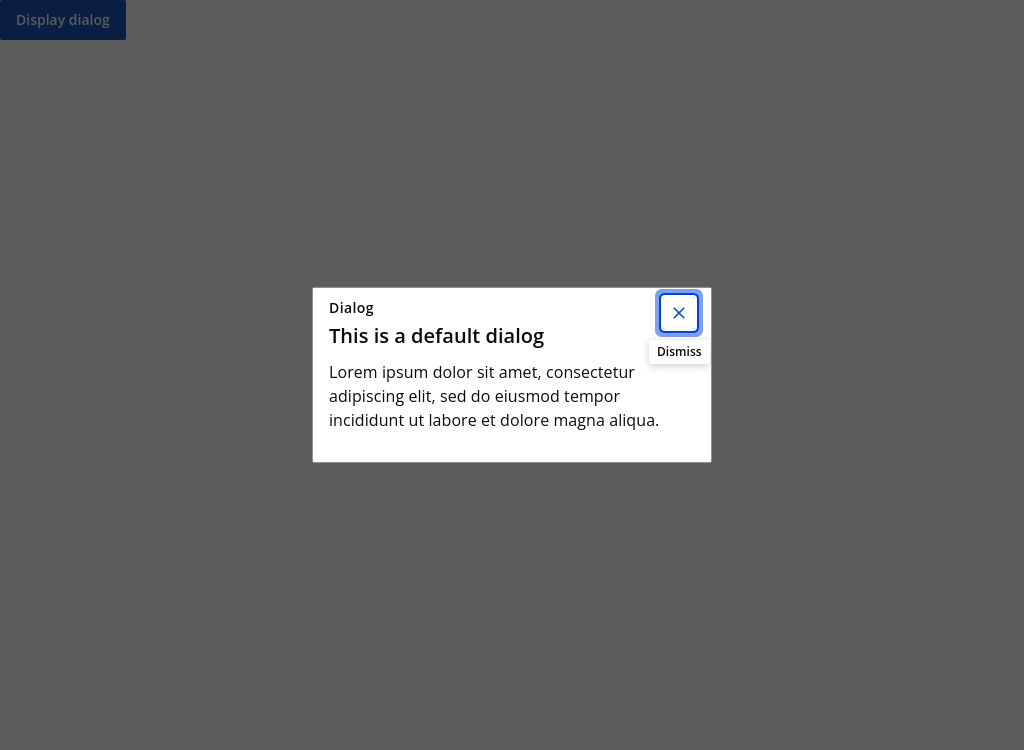 Display dialog
Dialog
This is a default dialog
Dismiss
Lorem ipsum dolor sit amet, consectetur
adipiscing elit, sed do eiusmod tempor
incididunt ut labore et dolore magna aliqua.